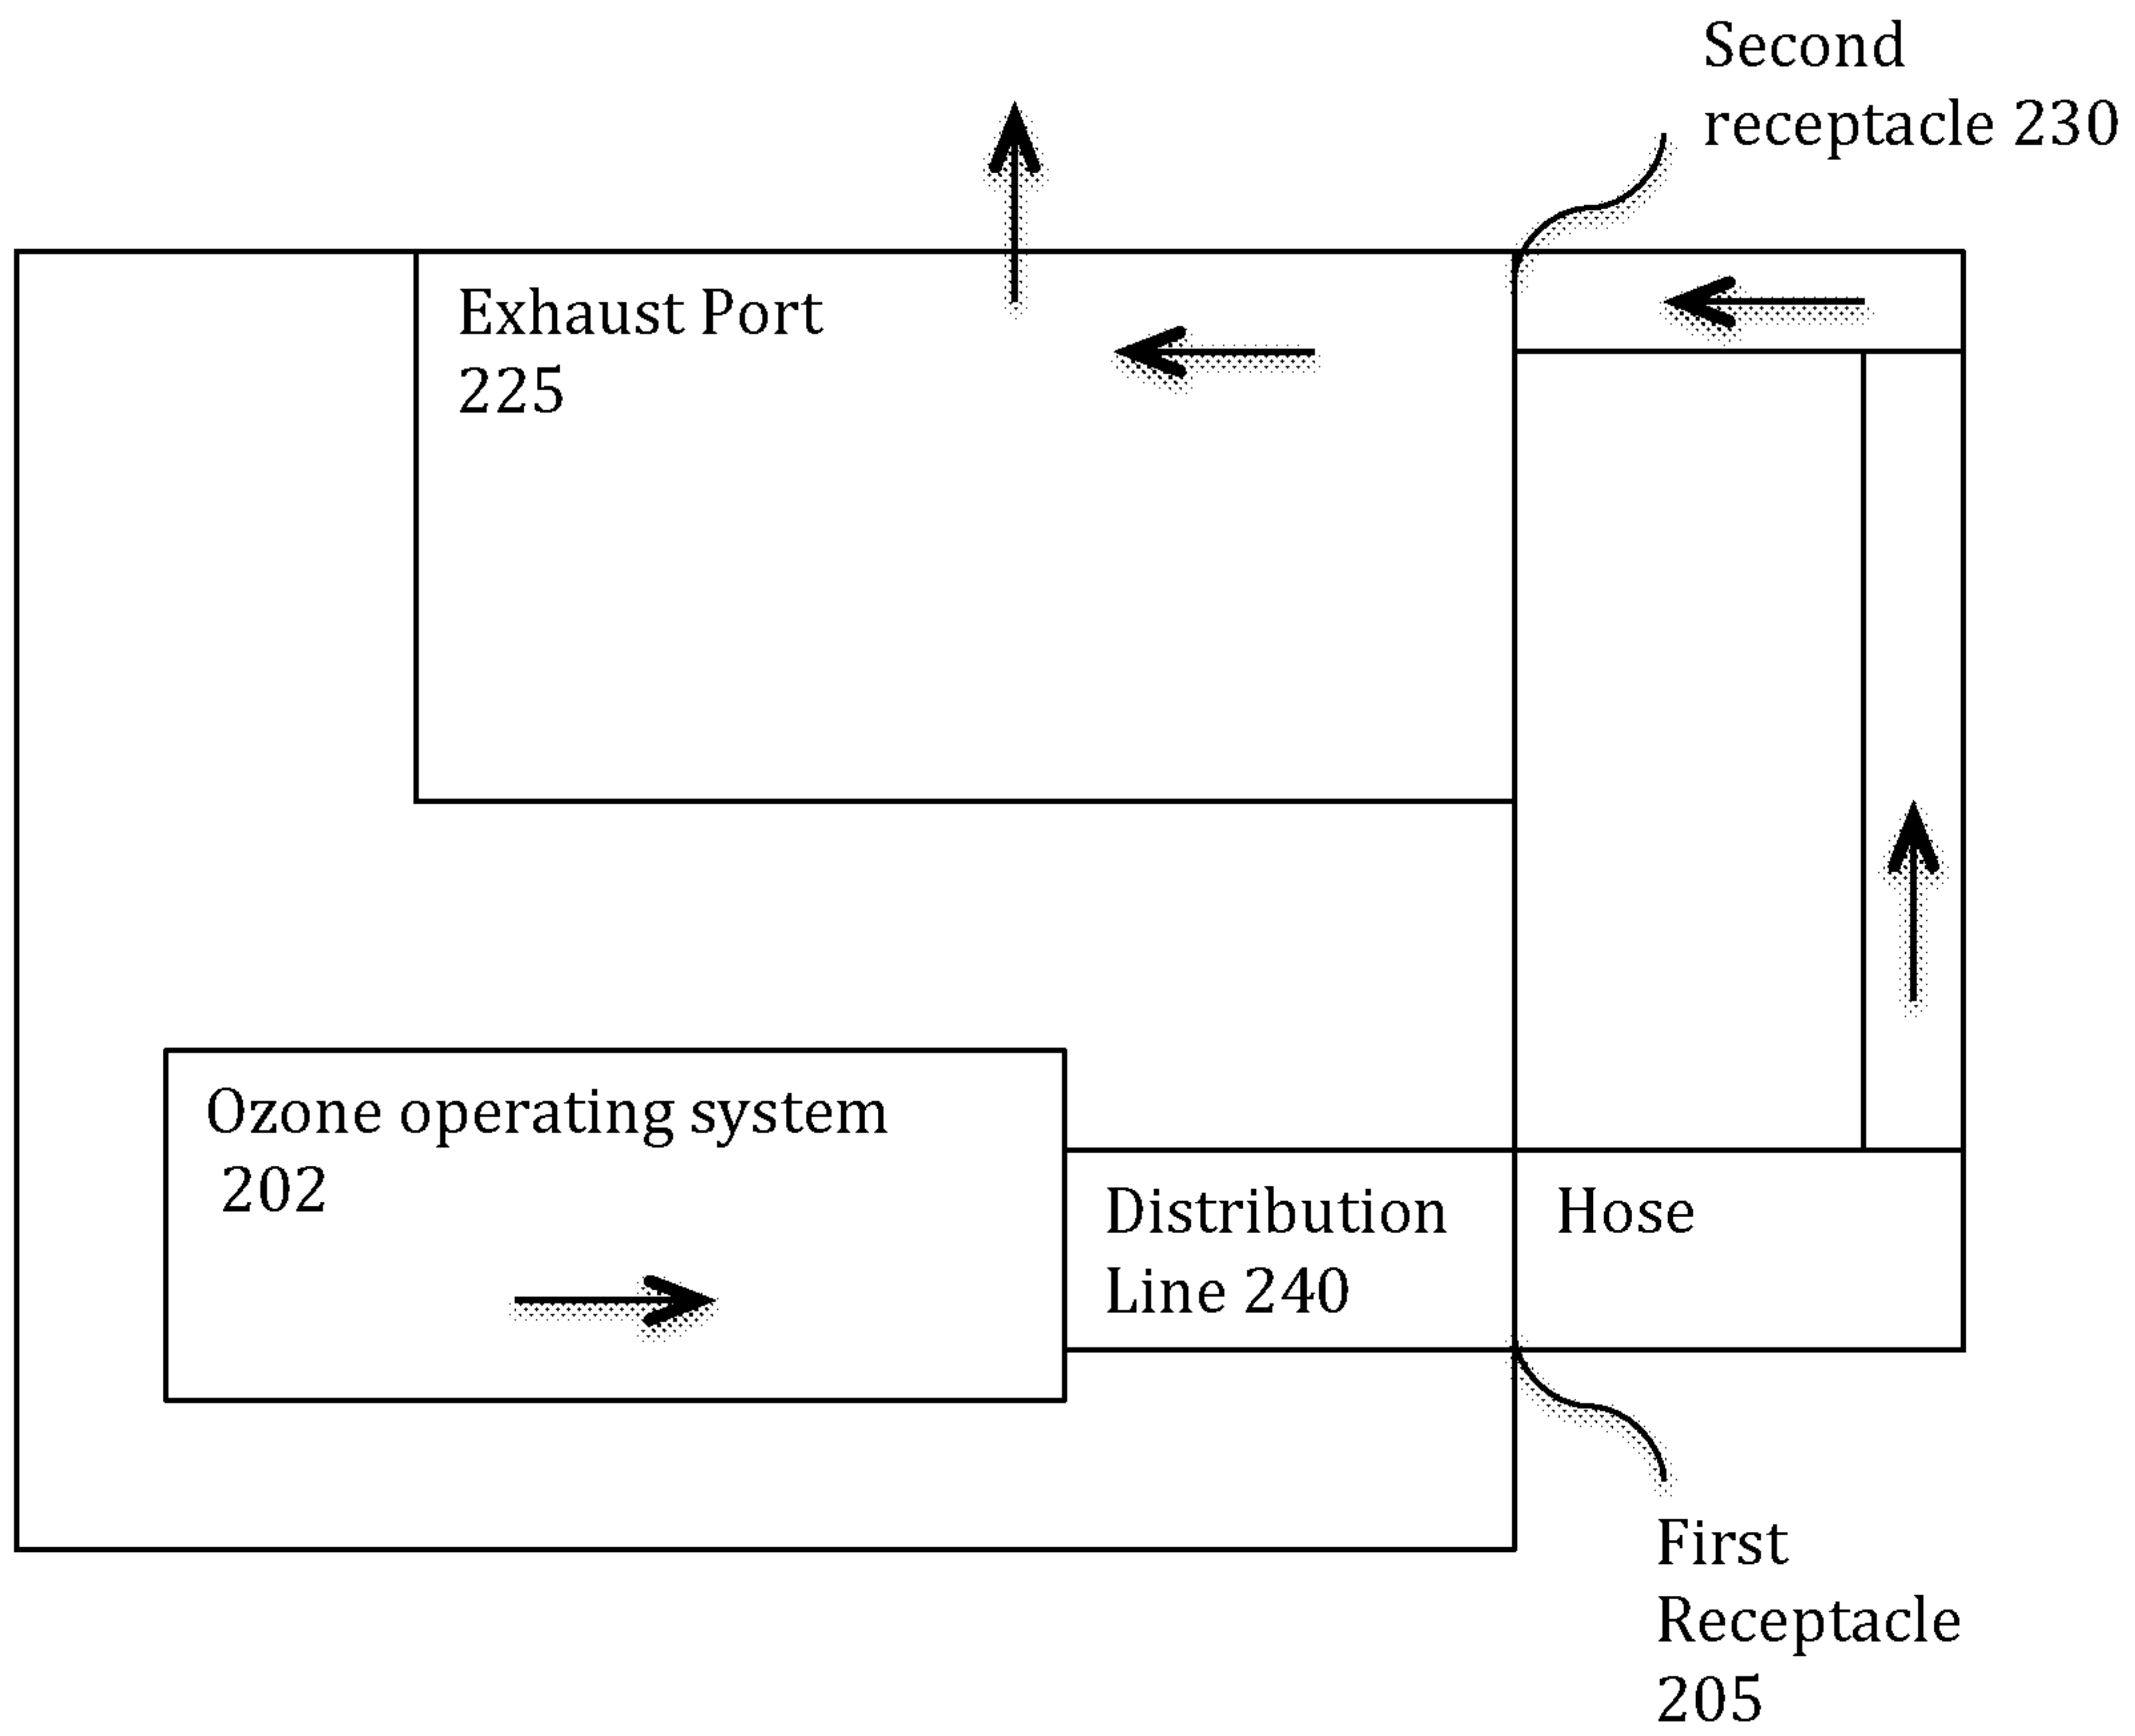 Second
receptacle 230
Exhaust Port
225
Ozone operating system
202
Distribution
Line 240
Hose
First
Receptacle
205